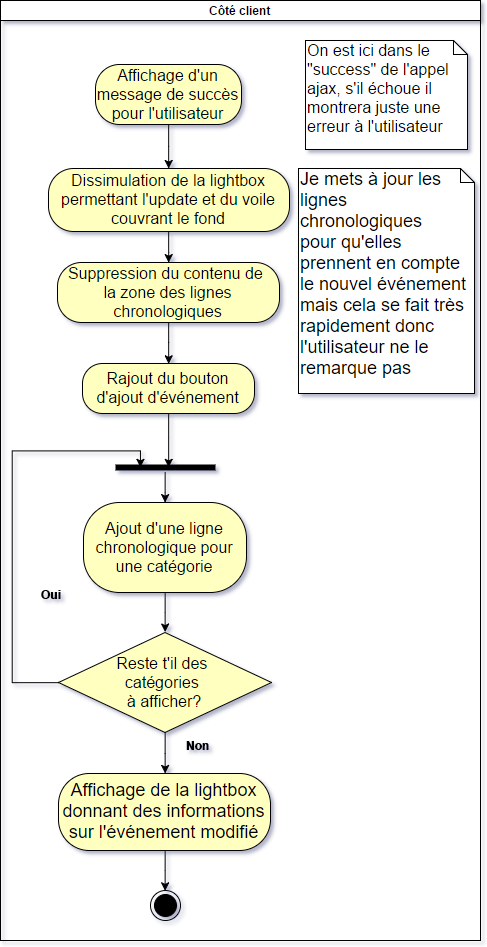 Côté client
Affichage d'un
message de succès
pour l'utilisateur
On est ici dans le
"success" de l'appel
ajax, s'il échoue il
montrera juste une
erreur à l'utilisateur
Dissimulation de la lightbox
permettant l'update et du voile
couvrant le fond
Je mets à jour les
lignes
chronologiques
pour qu'elles
prennent en compte
le nouvel événement
mais cela se fait très
rapidement donc
l'utilisateur ne le
remarque pas
Suppression du contenu de
la zone des lignes
chronologiques
Rajout du bouton
d'ajout d'événement
Ajout d'une ligne
chronologique pour
une catégorie
Oui
Reste t'il des
catégories
à afficher?
Non
Affichage de la lightbox
donnant des informations
sur l'événement modifié